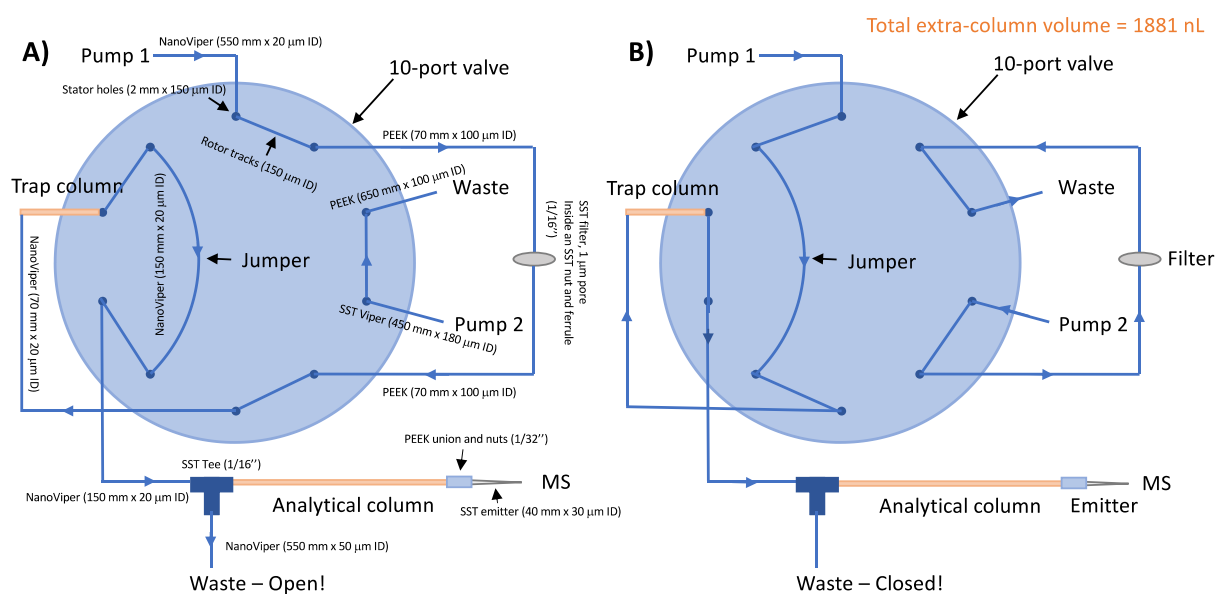 Total extra-column volume = 1881 nL
A)
NanoViper (550 mm x 20 µm ID)
Pump 1
10-port valve
Stator holes (2 mm x 150 µm ID)
Rotor tracks (150 µm ID)
PEEK (70 mm x 100 µm ID)
Trap column
PEEK (650 mm x 100 µm ID)
Waste
SST filter, 1 µm pore
Inside an SST nut and ferrule
(1/16’’)
NanoViper (150 mm x 20 µm ID)
Jumper
NanoViper (70 mm x 20 µm ID)
SST Viper (450 mm x 180 µm ID)
Pump 2
PEEK (70 mm x 100 µm ID)
PEEK union and nuts (1/32’’)
SST Tee (1/16’’)
MS
NanoViper (150 mm x 20 µm ID)
Analytical column
SST emitter (40 mm x 30 µm ID)
NanoViper (550 mm x 50 µm ID)
Waste – Open!
B)
Pump 1
10-port valve
Trap column
Waste
Jumper
Filter
Pump 2
MS
Analytical column
Emitter
Waste – Closed!